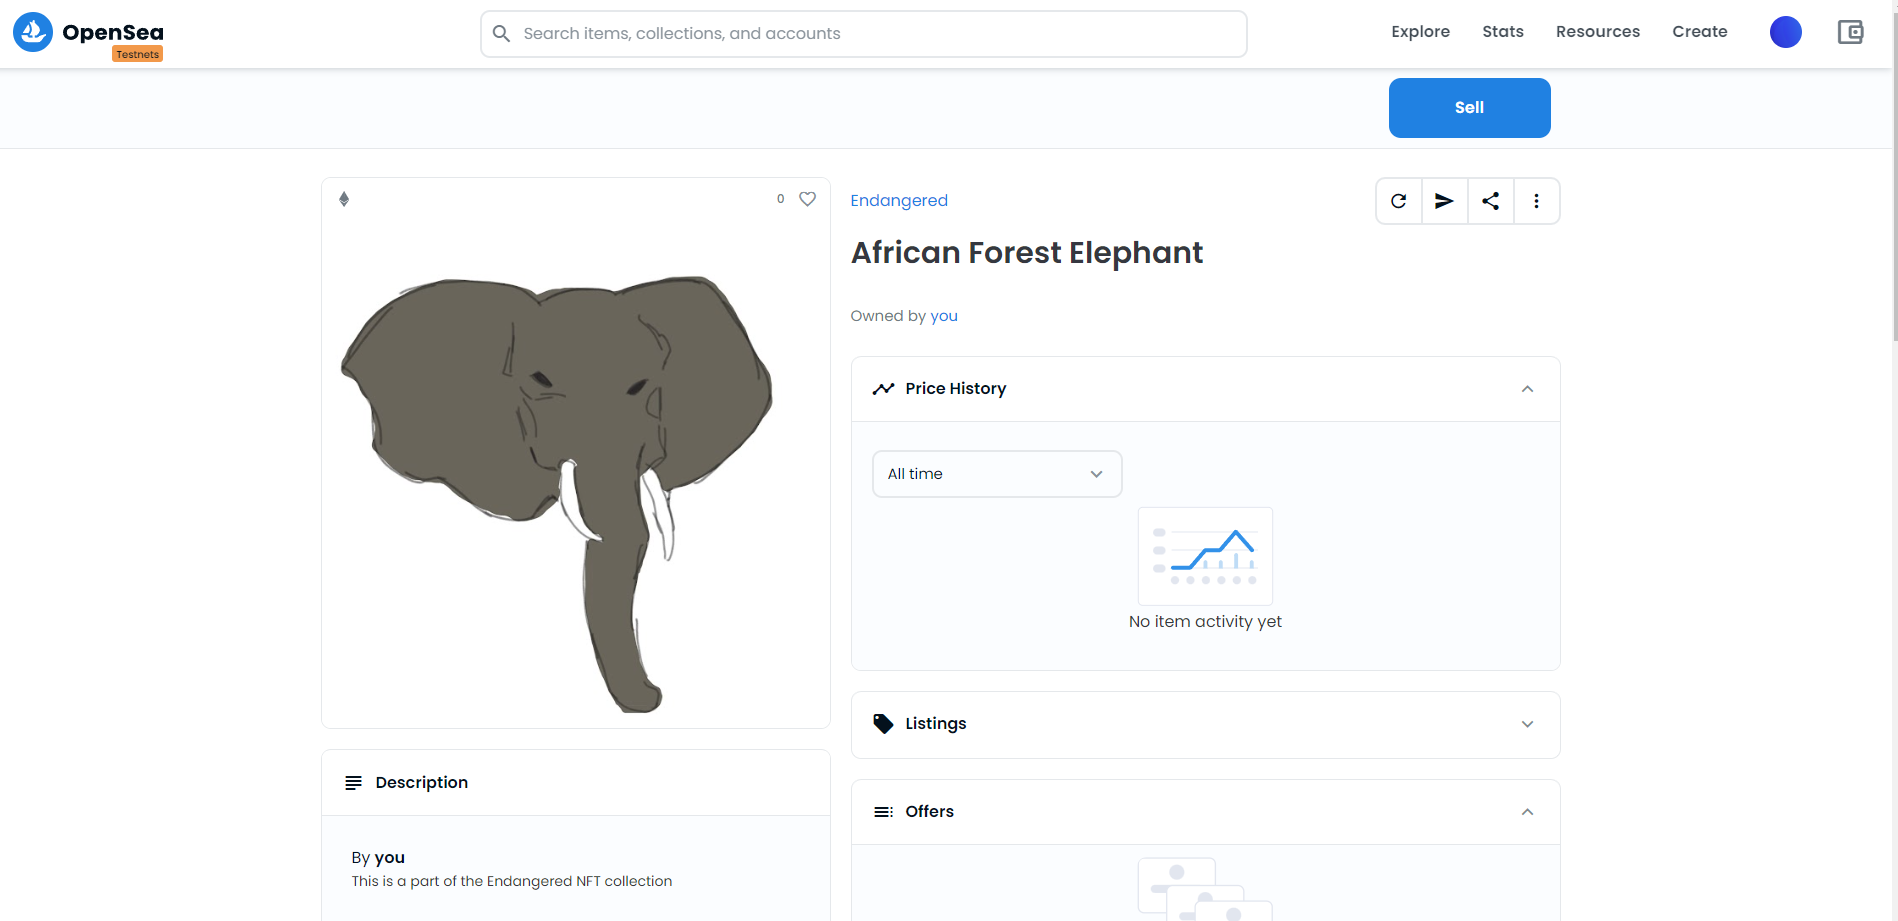 OpenSea
Testnets
Search items, collections, and accounts
Explore
Stats
Resources
Create
Sell
0
Endangered
African Forest Elephant
Owned by you
Price History
All time
No item activity yet
Listings
Offers
Description
By you
This is a part of the Endangered NFT collection